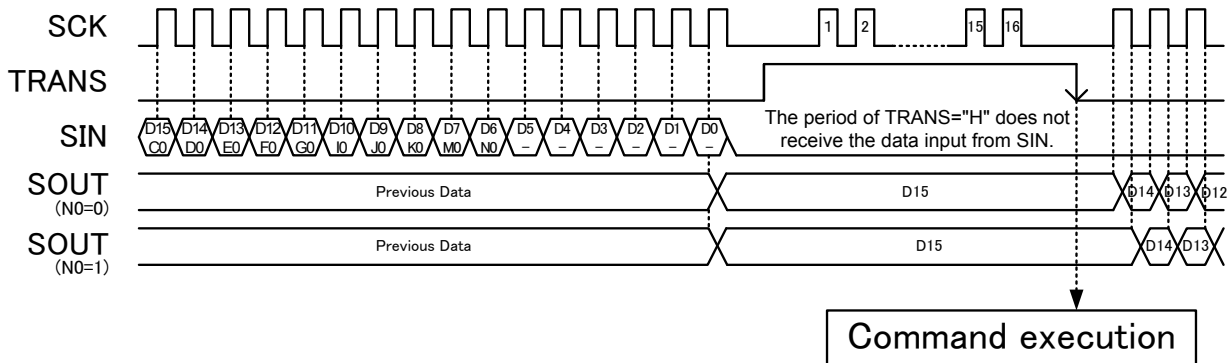 SCK
1 2 15 16
TRANS
The period of TRANS="H" does not
receive the data input from SIN.
SIN
D15 D14 D13 D12 D11 D10 D9 D8 D7 D6 D5 D4 D3 D2 D1 D0
C0 D0 E0 F0 G0 I0 J0 K0 M0 N0 – – – – – –
SOUT
(N0=0)
Previous Data D15 D14 D13 D12
SOUT
(N0=1)
Previous Data D15 D14 D13
Command execution